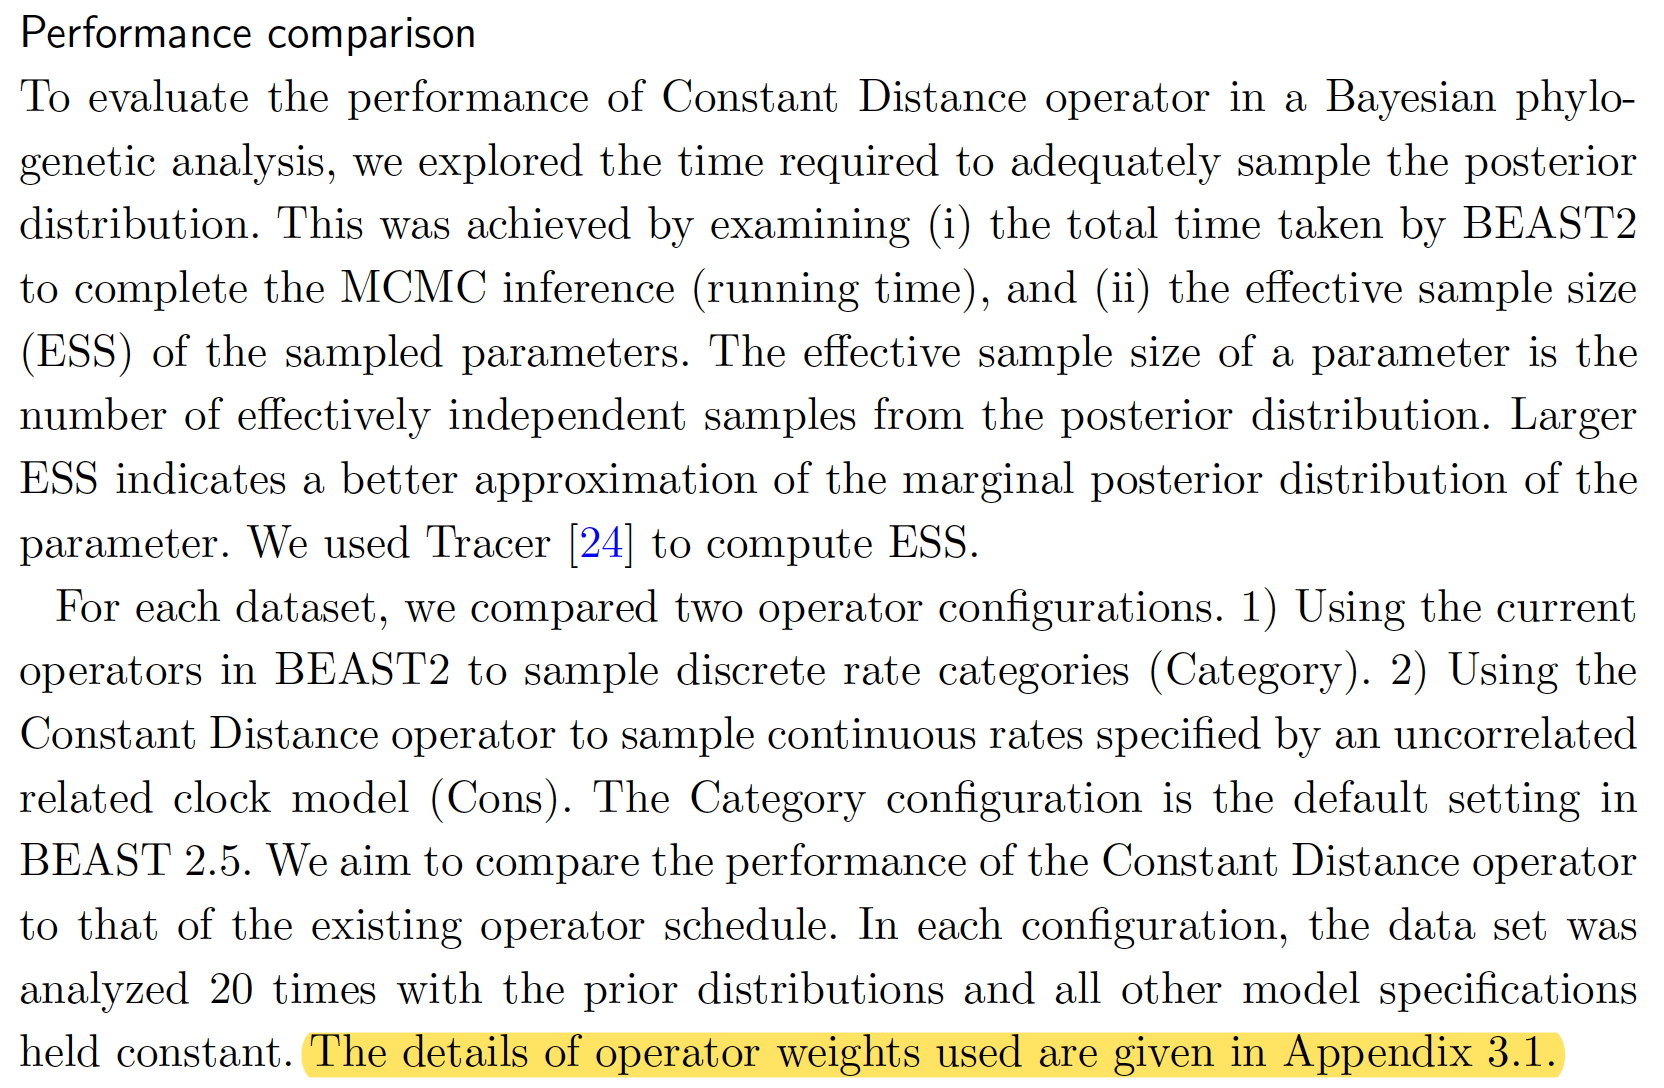 Performance comparison
To evaluate the performance of Constant Distance operator in a Bayesian phylo-
genetic analysis, we explored the time required to adequately sample the posterior
distribution. This was achieved by examining (i) the total time taken by BEAST2
to complete the MCMC inference (running time), and (ii) the effective sample size
(ESS) of the sampled parameters. The effective sample size of a parameter is the
number of effectively independent samples from the posterior distribution. Larger
ESS indicates a better approximation of the marginal posterior distribution of the
parameter. We used Tracer [24] to compute ESS.
For each dataset, we compared two operator configurations. 1) Using the current
operators in BEAST2 to sample discrete rate categories (Category). 2) Using the
Constant Distance operator to sample continuous rates specified by an uncorrelated
related clock model (Cons). The Category configuration is the default setting in
BEAST 2.5. We aim to compare the performance of the Constant Distance operator
to that of the existing operator schedule. In each configuration, the data set was
analyzed 20 times with the prior distributions and all other model specifications
held constant. The details of operator weights used are given in Appendix 3.1.